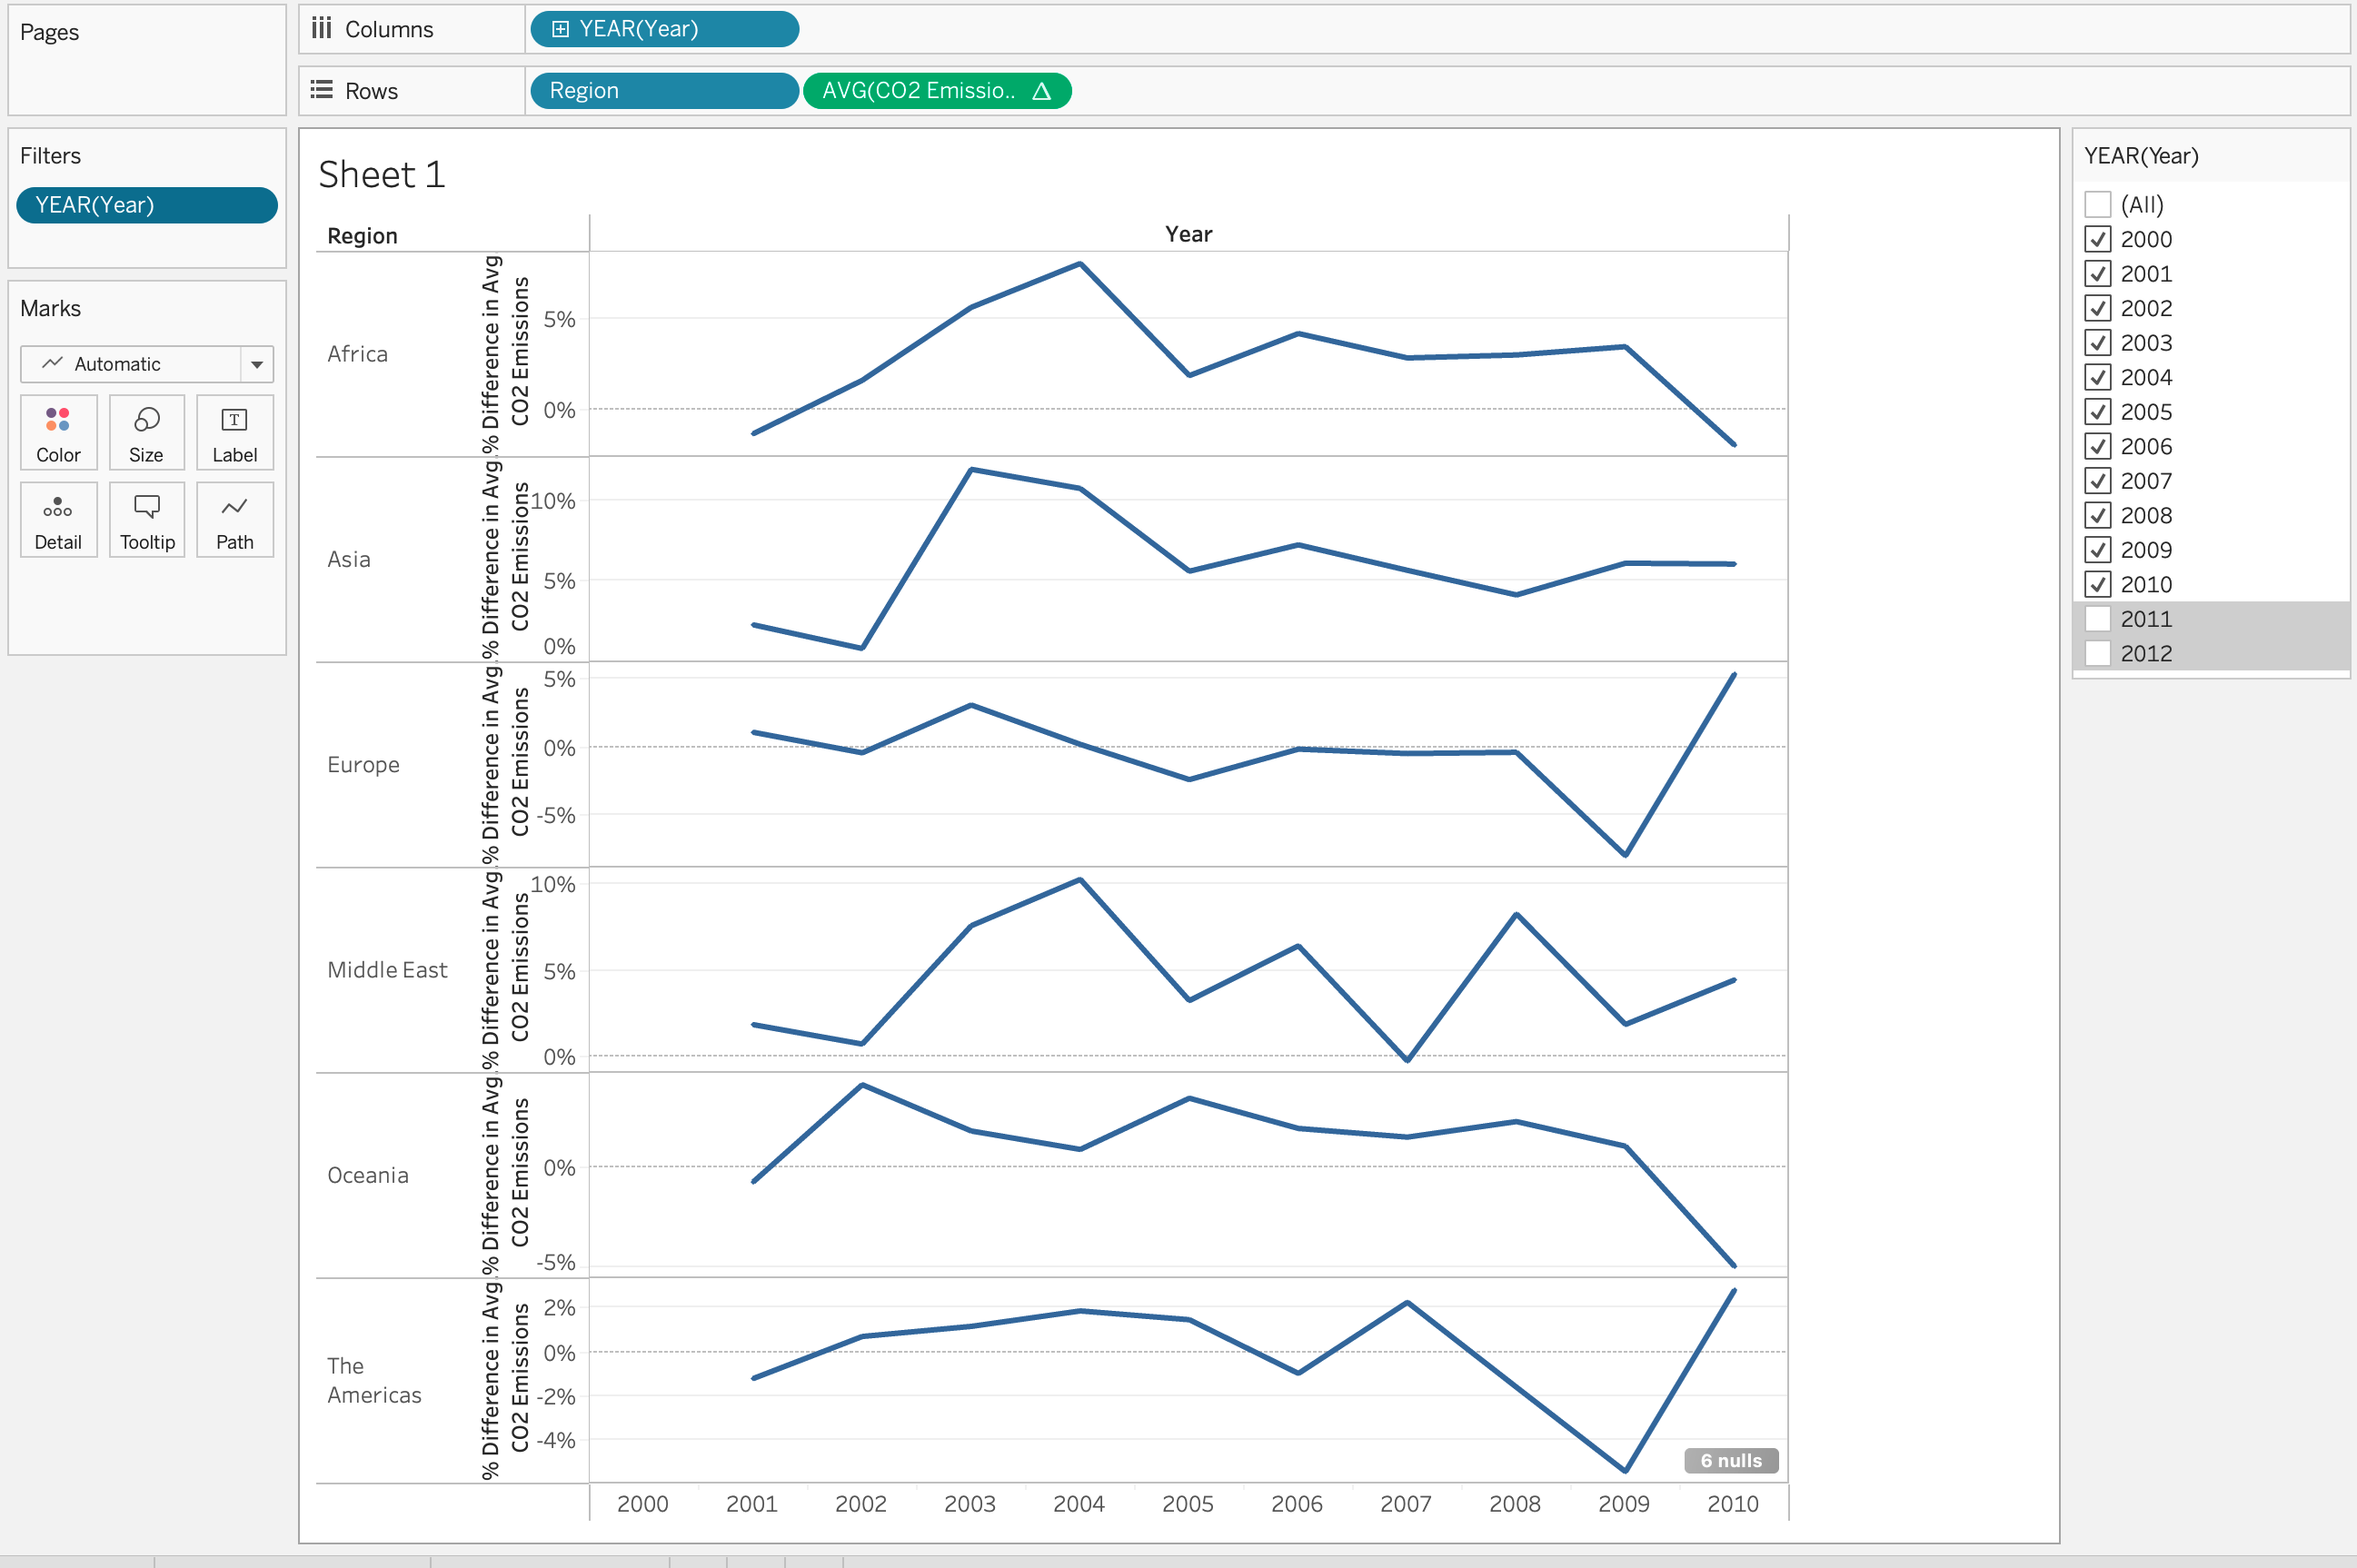 Pages
Columns
YEAR(Year)
Rows
Region
AVG(CO2 Emissio..
Filters
YEAR(Year)
Marks
Automatic
Color
Size
Label
Detail
Tooltip
Path
Sheet 1
Region
Year
Africa
% Difference in Avg
CO2 Emissions
5%
0%
Asia
% Difference in Avg.
CO2 Emissions
10%
5%
0%
Europe
% Difference in Avg.
CO2 Emissions
5%
0%
-5%
Middle East
% Difference in Avg.
CO2 Emissions
10%
5%
0%
Oceania
% Difference in Avg.
CO2 Emissions
0%
-5%
The
Americas
% Difference in Avg.
CO2 Emissions
2%
0%
-2%
-4%
6 nulls
2000 2001 2002 2003 2004 2005 2006 2007 2008 2009 2010
YEAR(Year)
(All)
2000
2001
2002
2003
2004
2005
2006
2007
2008
2009
2010
2011
2012